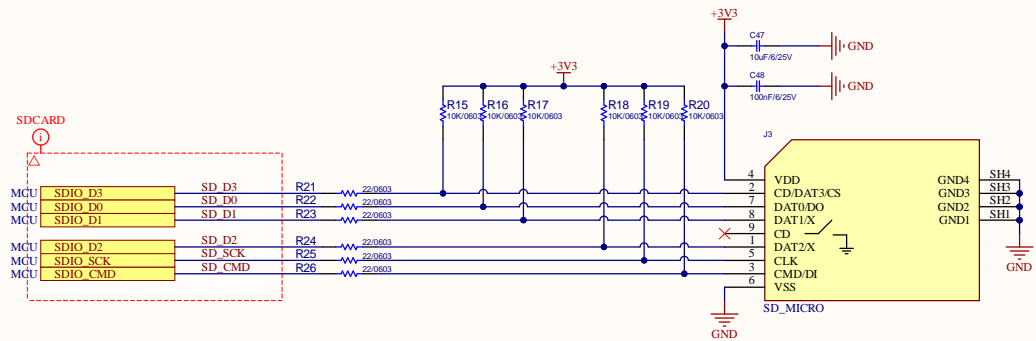 +3V3
C47
10uF/6/25V
GND
C48
100nF/6/25V
GND
+3V3
R15
10K/0603
R16
10K/0603
R17
10K/0603
R18
10K/0603
R19
10K/0603
R20
10K/0603
SDCARD
i
J3
MCU SDIO_D3 SD_D3 R21 22/0603
MCU SDIO_D0 SD_D0 R22 22/0603
MCU SDIO_D1 SD_D1 R23 22/0603
MCU SDIO_D2 SD_D2 R24 22/0603
MCU SDIO_SCK SD_SCK R25 22/0603
MCU SDIO_CMD SD_CMD R26 22/0603
4 VDD
2 CD/DAT3/CS
7 DAT0/DO
8 DAT1/X
9 CD
1 DAT2/X
5 CLK
3 CMD/DI
6 VSS
GND4 SH4
GND3 SH3
GND2 SH2
GND1 SH1
SD_MICRO
GND
GND